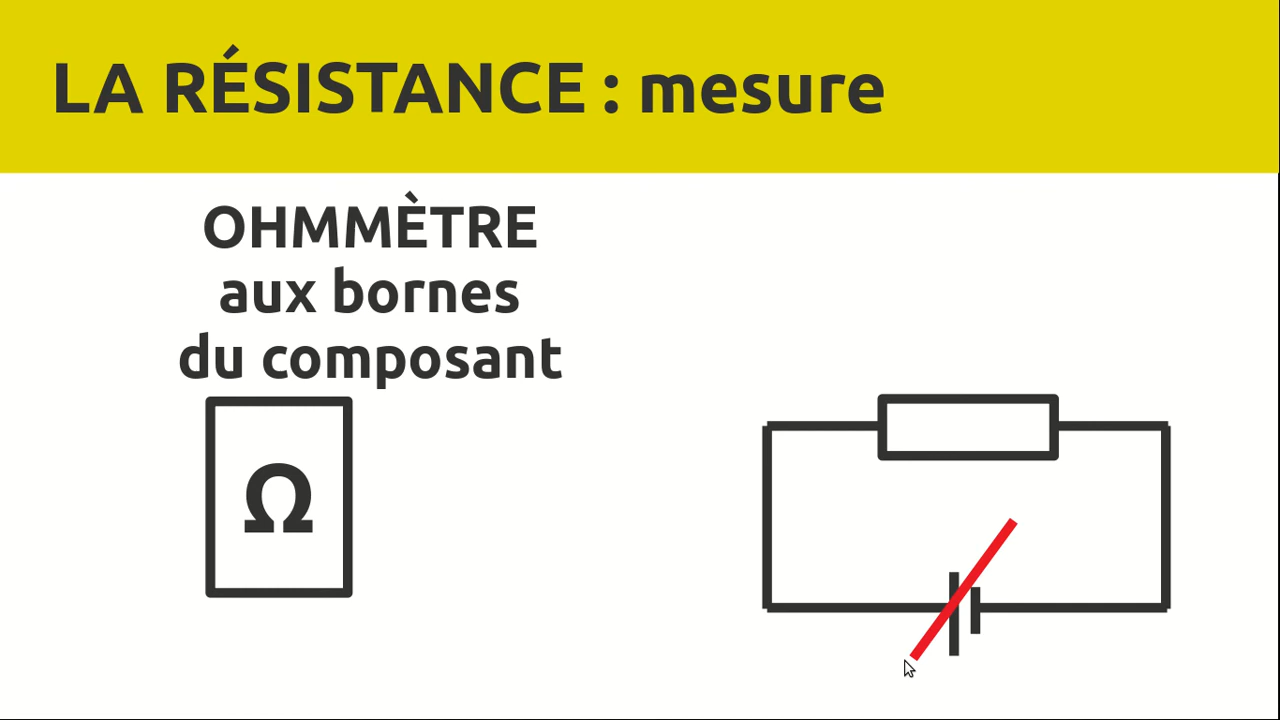 LA RÉSISTANCE : mesure
OHMMÈTRE
aux bornes
du composant
Ω